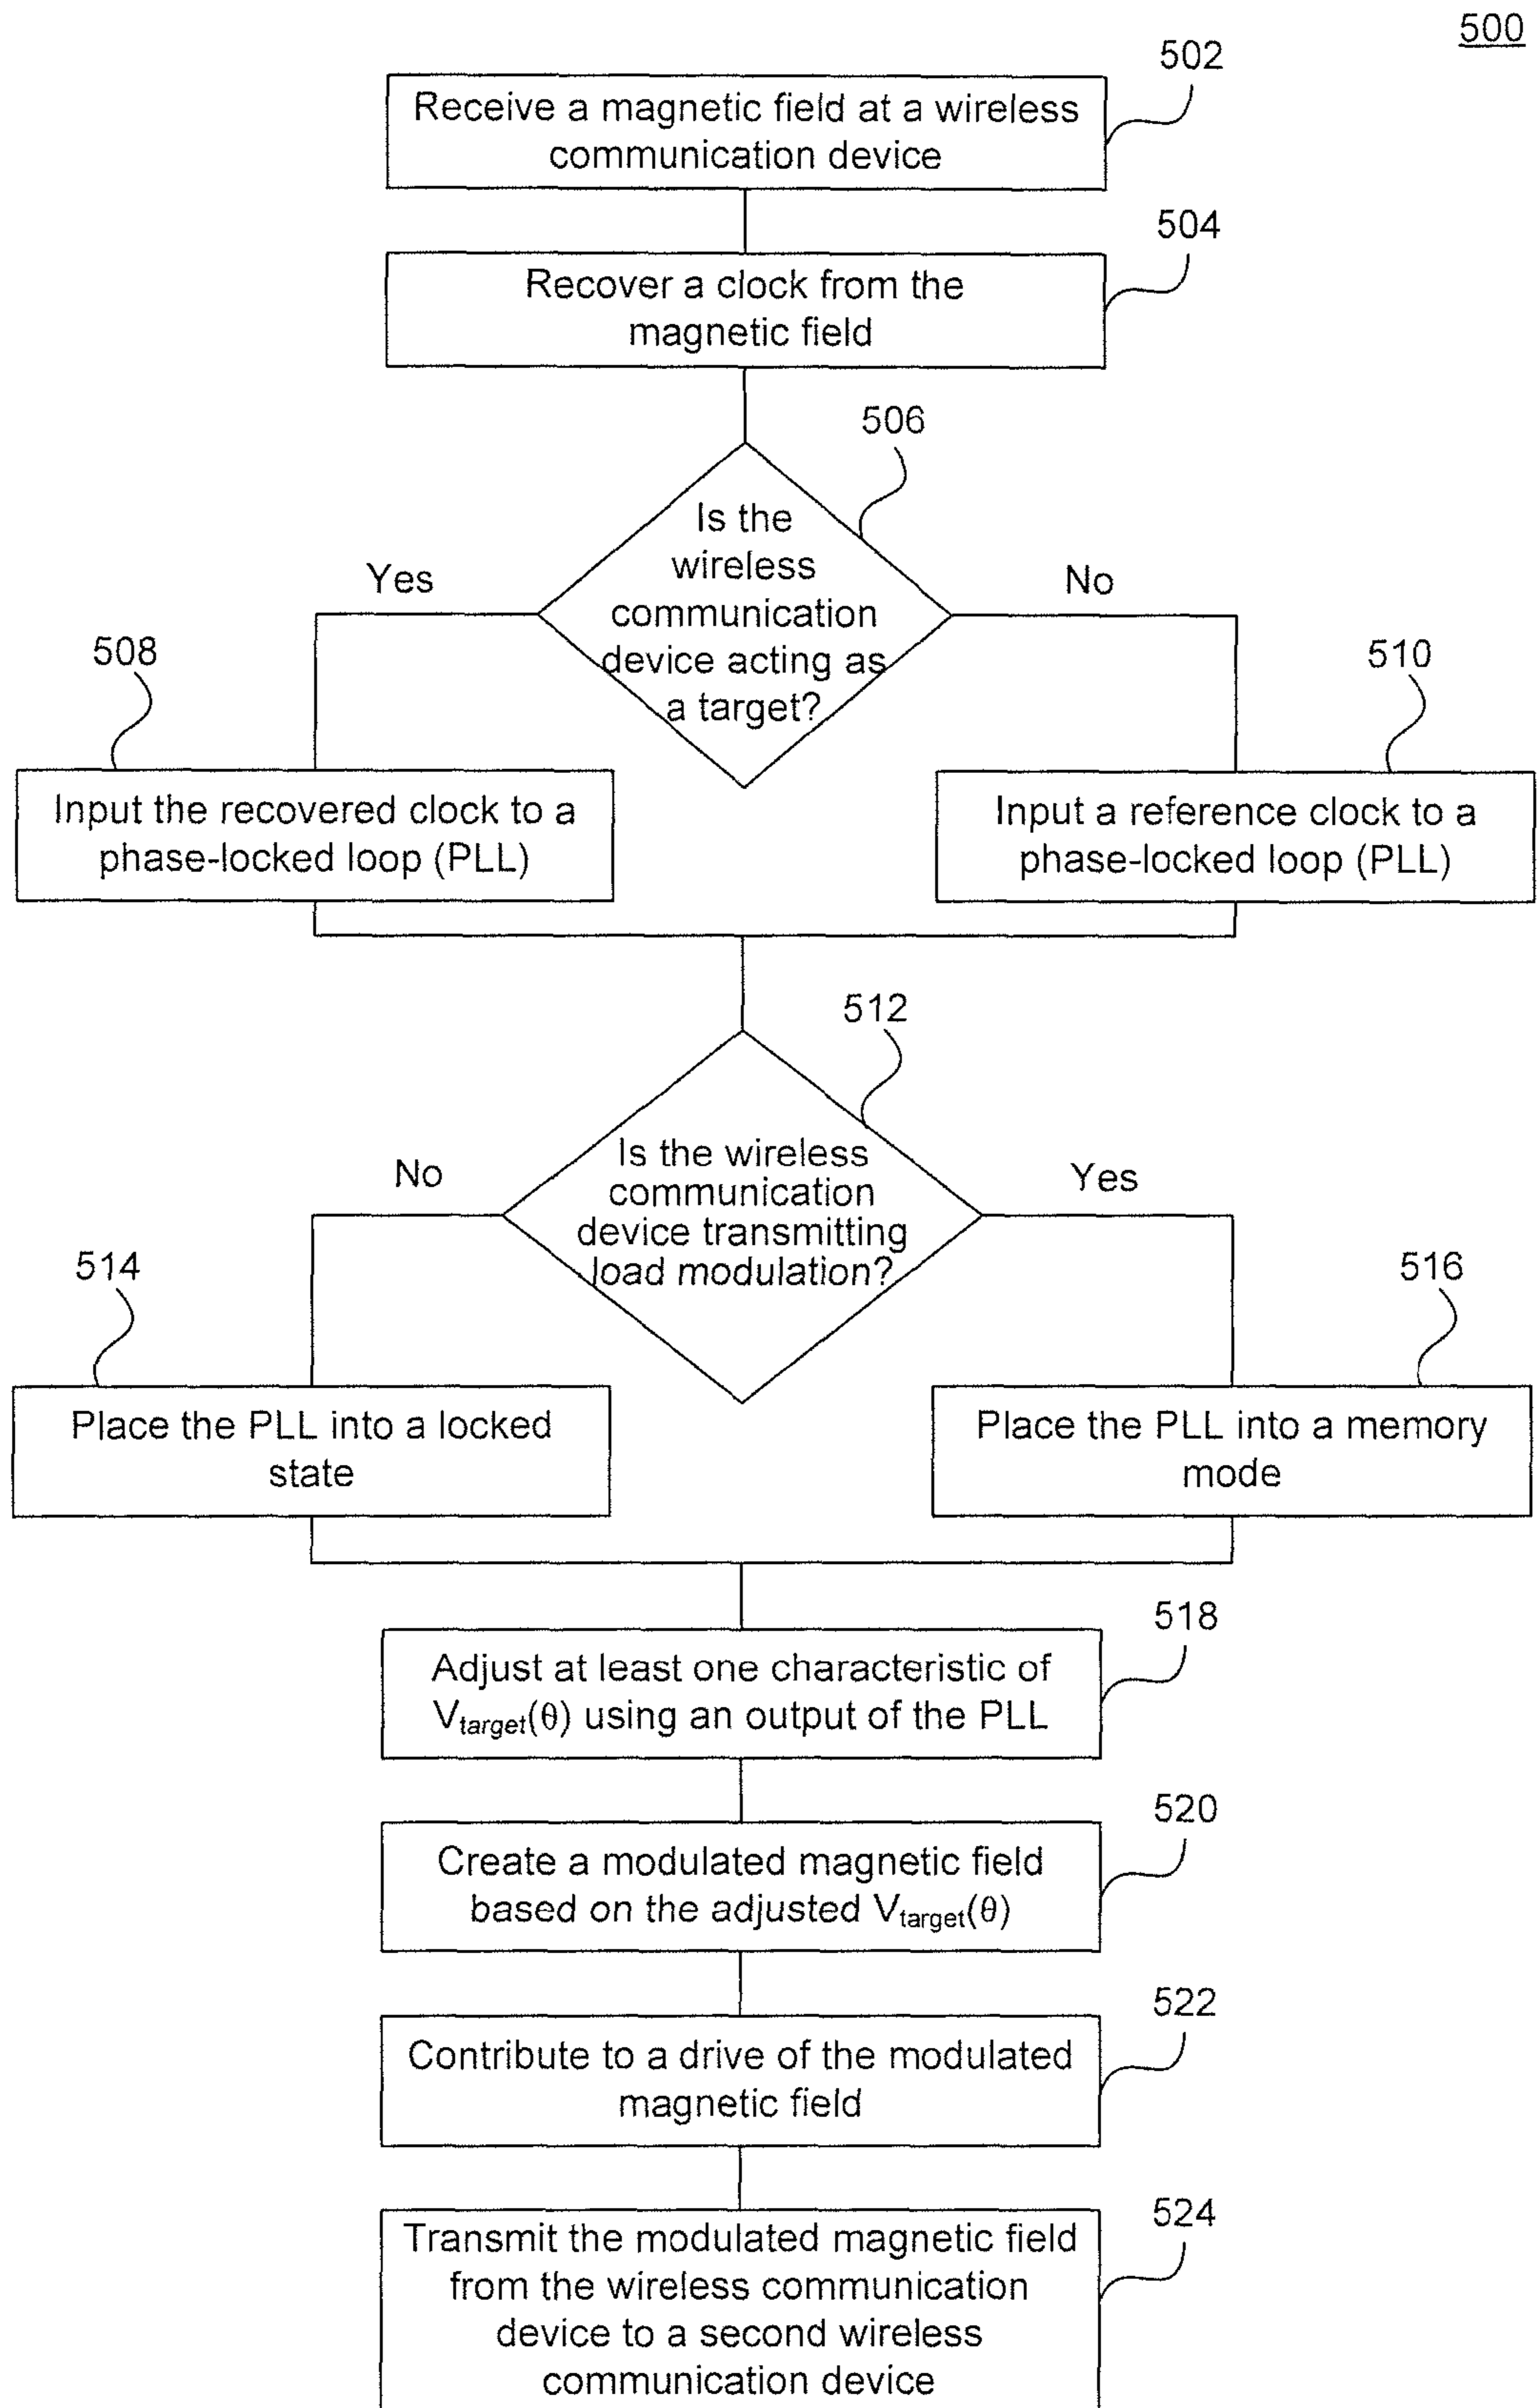 500
502
Receive a magnetic field at a wireless
communication device
504
Recover a clock from the
magnetic field
506
Is the
wireless
communication
device acting as
a target?
Yes
No
508
510
Input the recovered clock to a
phase-locked loop (PLL)
Input a reference clock to a
phase-locked loop (PLL)
512
Is the wireless
communication
device transmitting
load modulation?
No
Yes
514
516
Place the PLL into a locked
state
Place the PLL into a memory
mode
518
Adjust at least one characteristic of
Vtarget(θ) using an output of the PLL
520
Create a modulated magnetic field
based on the adjusted Vtarget(θ)
522
Contribute to a drive of the modulated
magnetic field
524
Transmit the modulated magnetic field
from the wireless communication
device to a second wireless
communication device